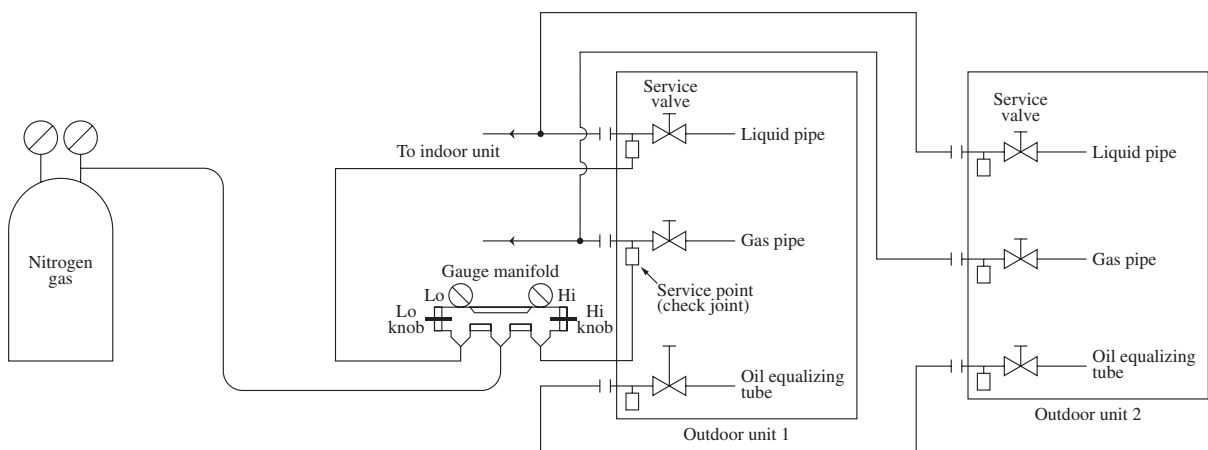 Service
valve
Liquid pipe
To indoor unit
Service
valve
Liquid pipe
Nitrogen
gas
Gas pipe
Gas pipe
Gauge manifold
Lo
Hi
Lo
knob
Hi
knob
Service point
(check joint)
Oil equalizing
tube
Oil equalizing
tube
Outdoor unit 1
Outdoor unit 2